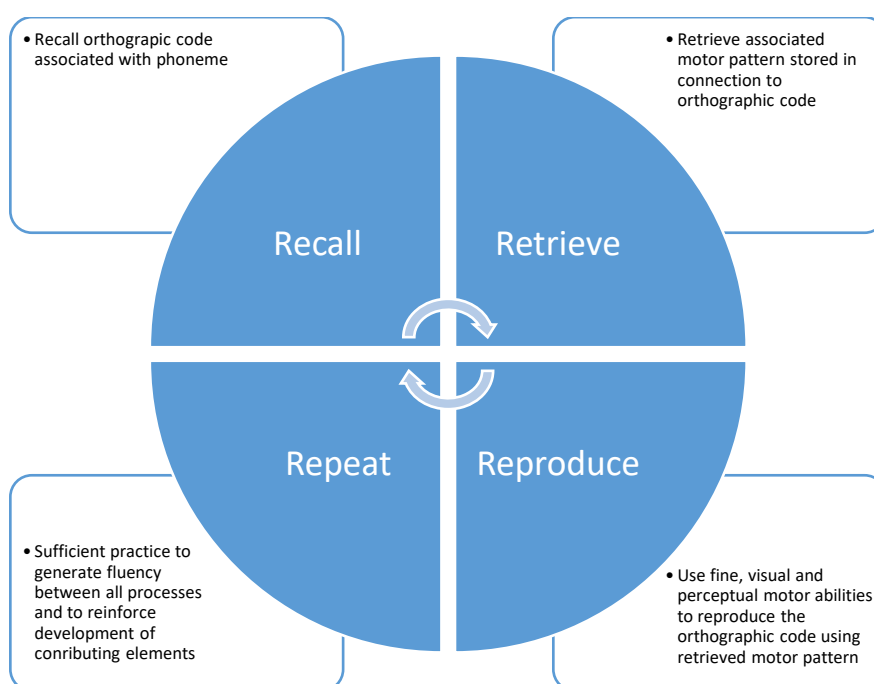 • Recall orthograpic code
associated with phoneme
• Retrieve associated
motor pattern stored in
connection to
orthographic code
Recall
Retrieve
Repeat
Reproduce
• Sufficient practice to
generate fluency
between all processes
and to reinforce
development of
conributing elements
• Use fine, visual and
perceptual motor abilities
to reproduce the
orthographic code using
retrieved motor pattern